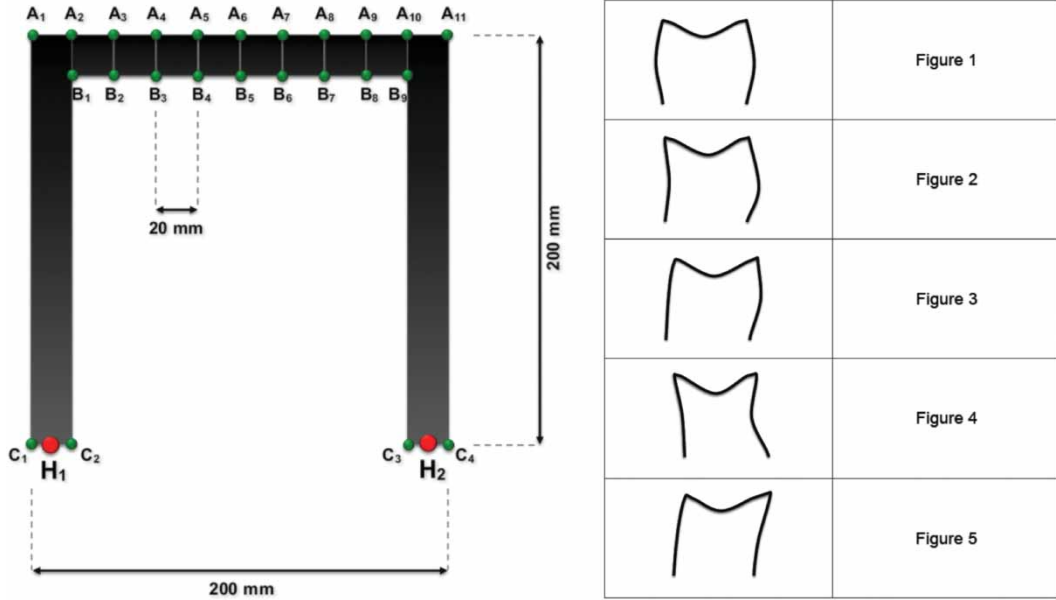 A₁ A₂ A₃ A₄ A₅ A₆ A₇ A₈ A₉ A₁₀ A₁₁
B₁ B₂ B₃ B₄ B₅ B₆ B₇ B₈ B₉
20 mm
200 mm
C₁ H₁ C₂ C₃ H₂ C₄
200 mm
Figure 1
Figure 2
Figure 3
Figure 4
Figure 5